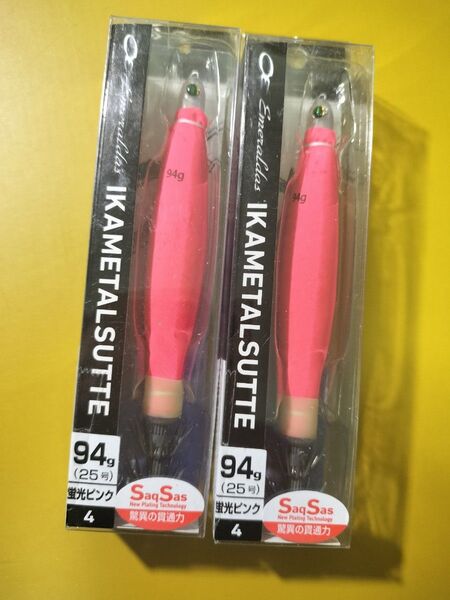 Emeraldas
IKAMETALSUTTE
94g
94g
(25号)
蛍光ピンク
4
SaqSas
New Plating Technology
驚異の貫通力
Emeraldas
IKAMETALSUTTE
94g
94g
(25号)
蛍光ピンク
4
SaqSas
New Plating Technology
驚異の貫通力